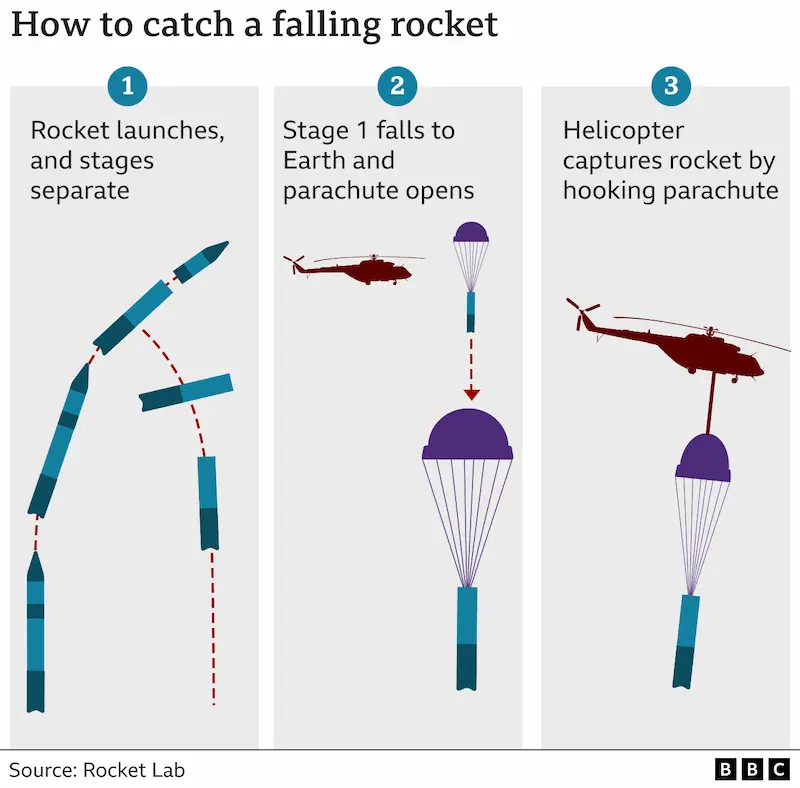 How to catch a falling rocket
1
Rocket launches,
and stages
separate
2
Stage 1 falls to
Earth and
parachute opens
3
Helicopter
captures rocket by
hooking parachute
Source: Rocket Lab
BBC